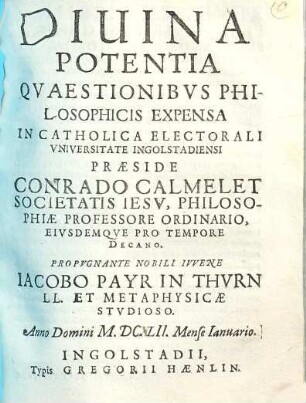 DIUINA
POTENTIA
QVAESTIONIBVS PHI-
LOSOPHICIS EXPENSA
IN CATHOLICA ELECTORALI
VNIVERSITATE INGOLSTADIENSI
PRÆSIDE
CONRADO CALMELET
SOCIETATIS IESV, PHILOSO-
PHIÆ PROFESSORE ORDINARIO,
EIVSDEMQVE PRO TEMPORE
DECANO.
PROPVGNANTE NOBILI IVVENE
IACOBO PAYR IN THVRN
LL. ET METAPHYSICÆ
STVDIOSO.
Anno Domini M. DCXLII. Mense Ianuario.
INGOLSTADII,
Typis GREGORII HÆNLIN.